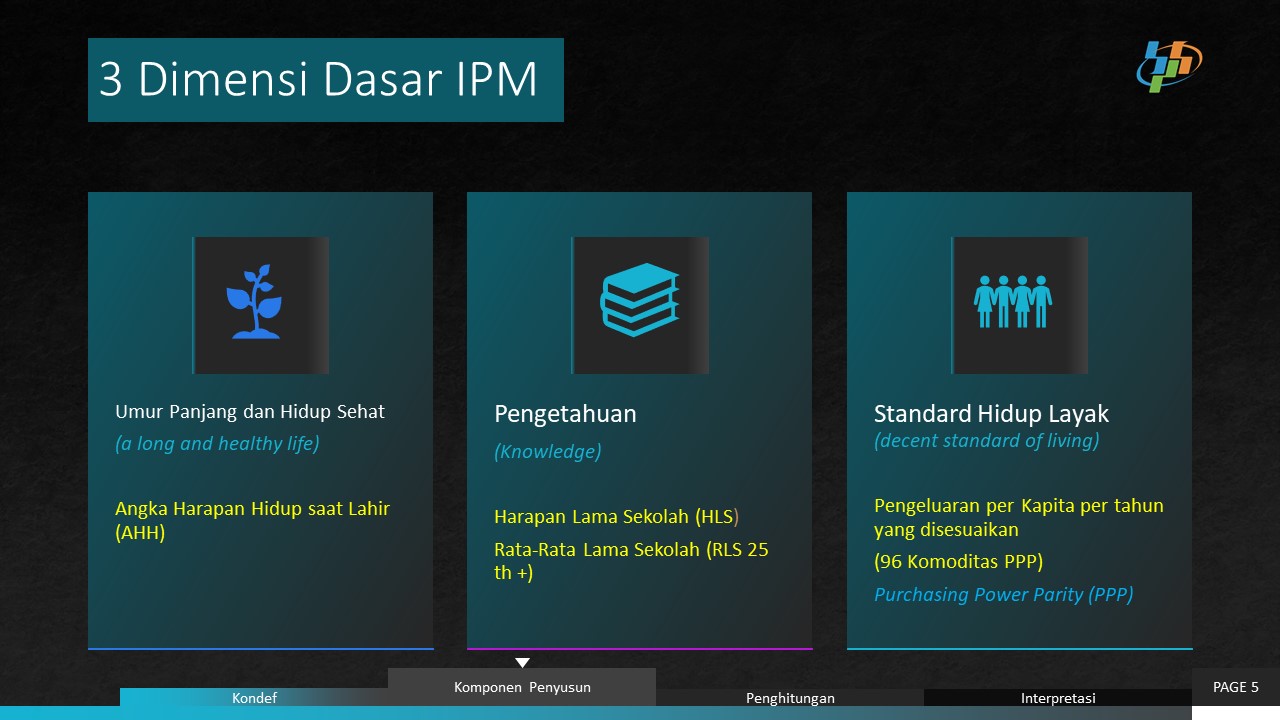 3 Dimensi Dasar IPM
Umur Panjang dan Hidup Sehat
(a long and healthy life)
Angka Harapan Hidup saat Lahir
(AHH)
Pengetahuan
(Knowledge)
Harapan Lama Sekolah (HLS)
Rata-Rata Lama Sekolah (RLS 25
th +)
Standard Hidup Layak
(decent standard of living)
Pengeluaran per Kapita per tahun
yang disesuaikan
(96 Komoditas PPP)
Purchasing Power Parity (PPP)
Kondef
Komponen Penyusun
Penghitungan
Interpretasi
PAGE 5